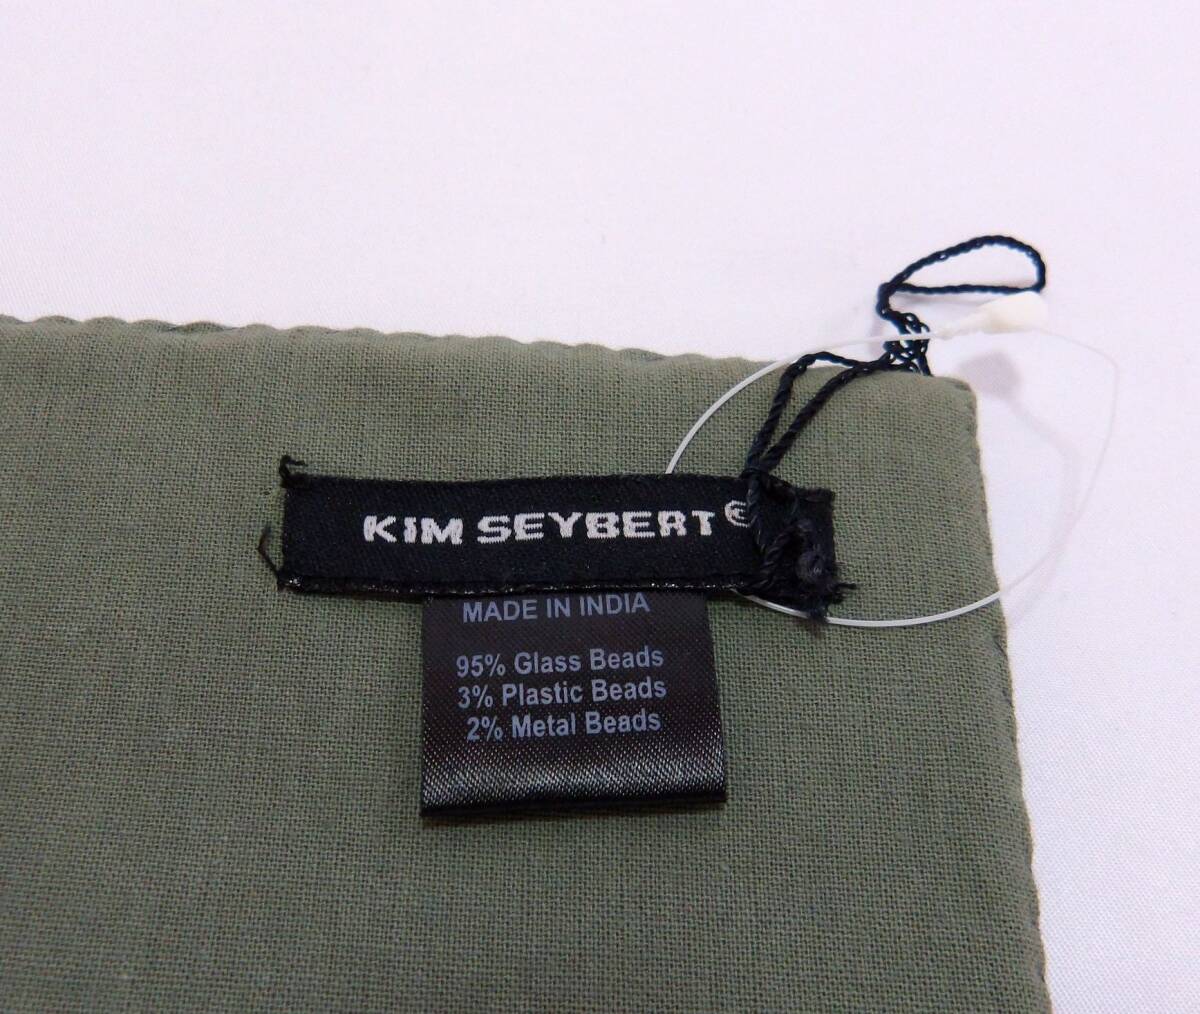 KIM SEYBERT®
MADE IN INDIA
95% Glass Beads
3% Plastic Beads
2% Metal Beads